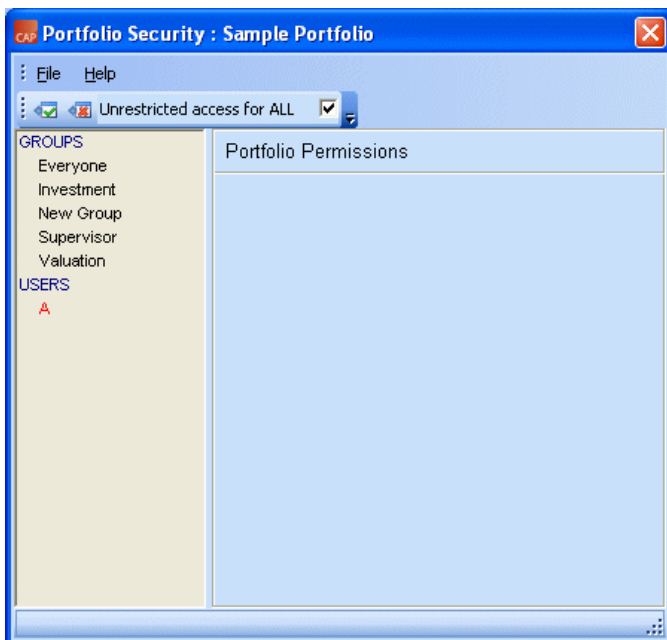 CAP Portfolio Security : Sample Portfolio
File Help
Unrestricted access for ALL
GROUPS
Everyone
Investment
New Group
Supervisor
Valuation
USERS
A
Portfolio Permissions